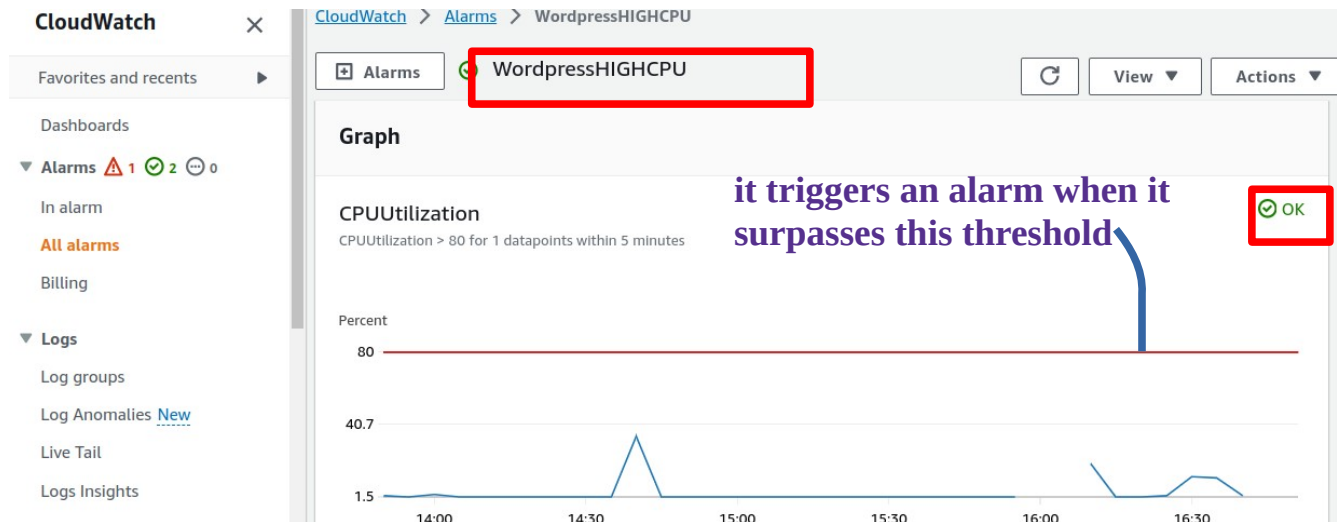 CloudWatch
Favorites and recents
Dashboards
Alarms 1 2 0
In alarm
All alarms
Billing
Logs
Log groups
Log Anomalies New
Live Tail
Logs Insights
CloudWatch > Alarms > WordpressHIGHCPU
Alarms
WordpressHIGHCPU
View
Actions
Graph
CPUUtilization
CPUUtilization > 80 for 1 datapoints within 5 minutes
it triggers an alarm when it
surpasses this threshold
OK
Percent
80
40.7
1.5
14:00 14:30 15:00 15:30 16:00 16:30